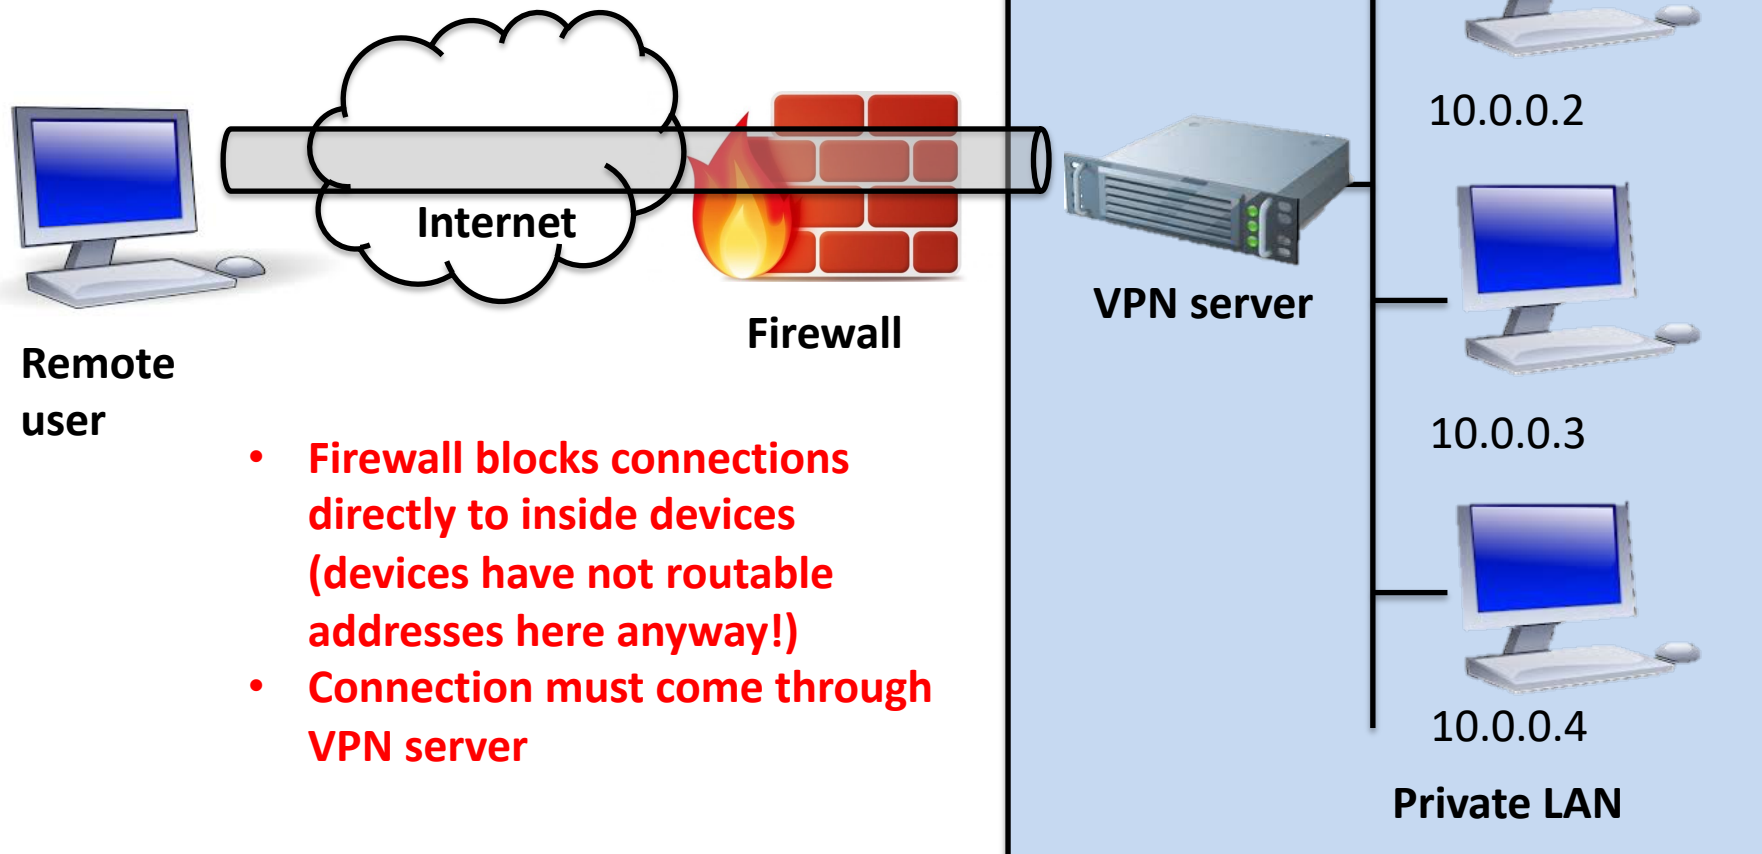 10.0.0.2
Internet
VPN server
Firewall
Remote
user
10.0.0.3
• Firewall blocks connections
directly to inside devices
(devices have not routable
addresses here anyway!)
• Connection must come through
VPN server
10.0.0.4
Private LAN